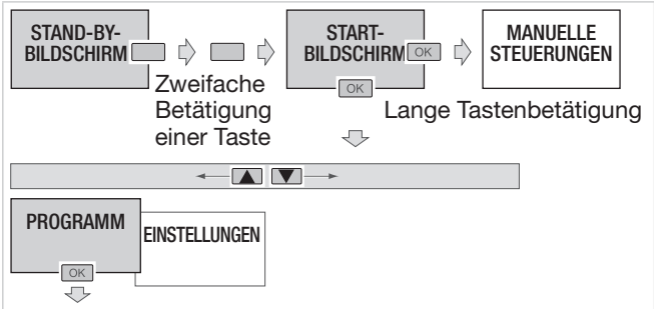 STAND-BY-
BILDSCHIRM
START-
BILDSCHIRM
OK
MANUELLE
STEUERUNGEN
Zweifache
Betätigung
einer Taste
OK
Lange Tastenbetätigung
PROGRAMM
EINSTELLUNGEN
OK